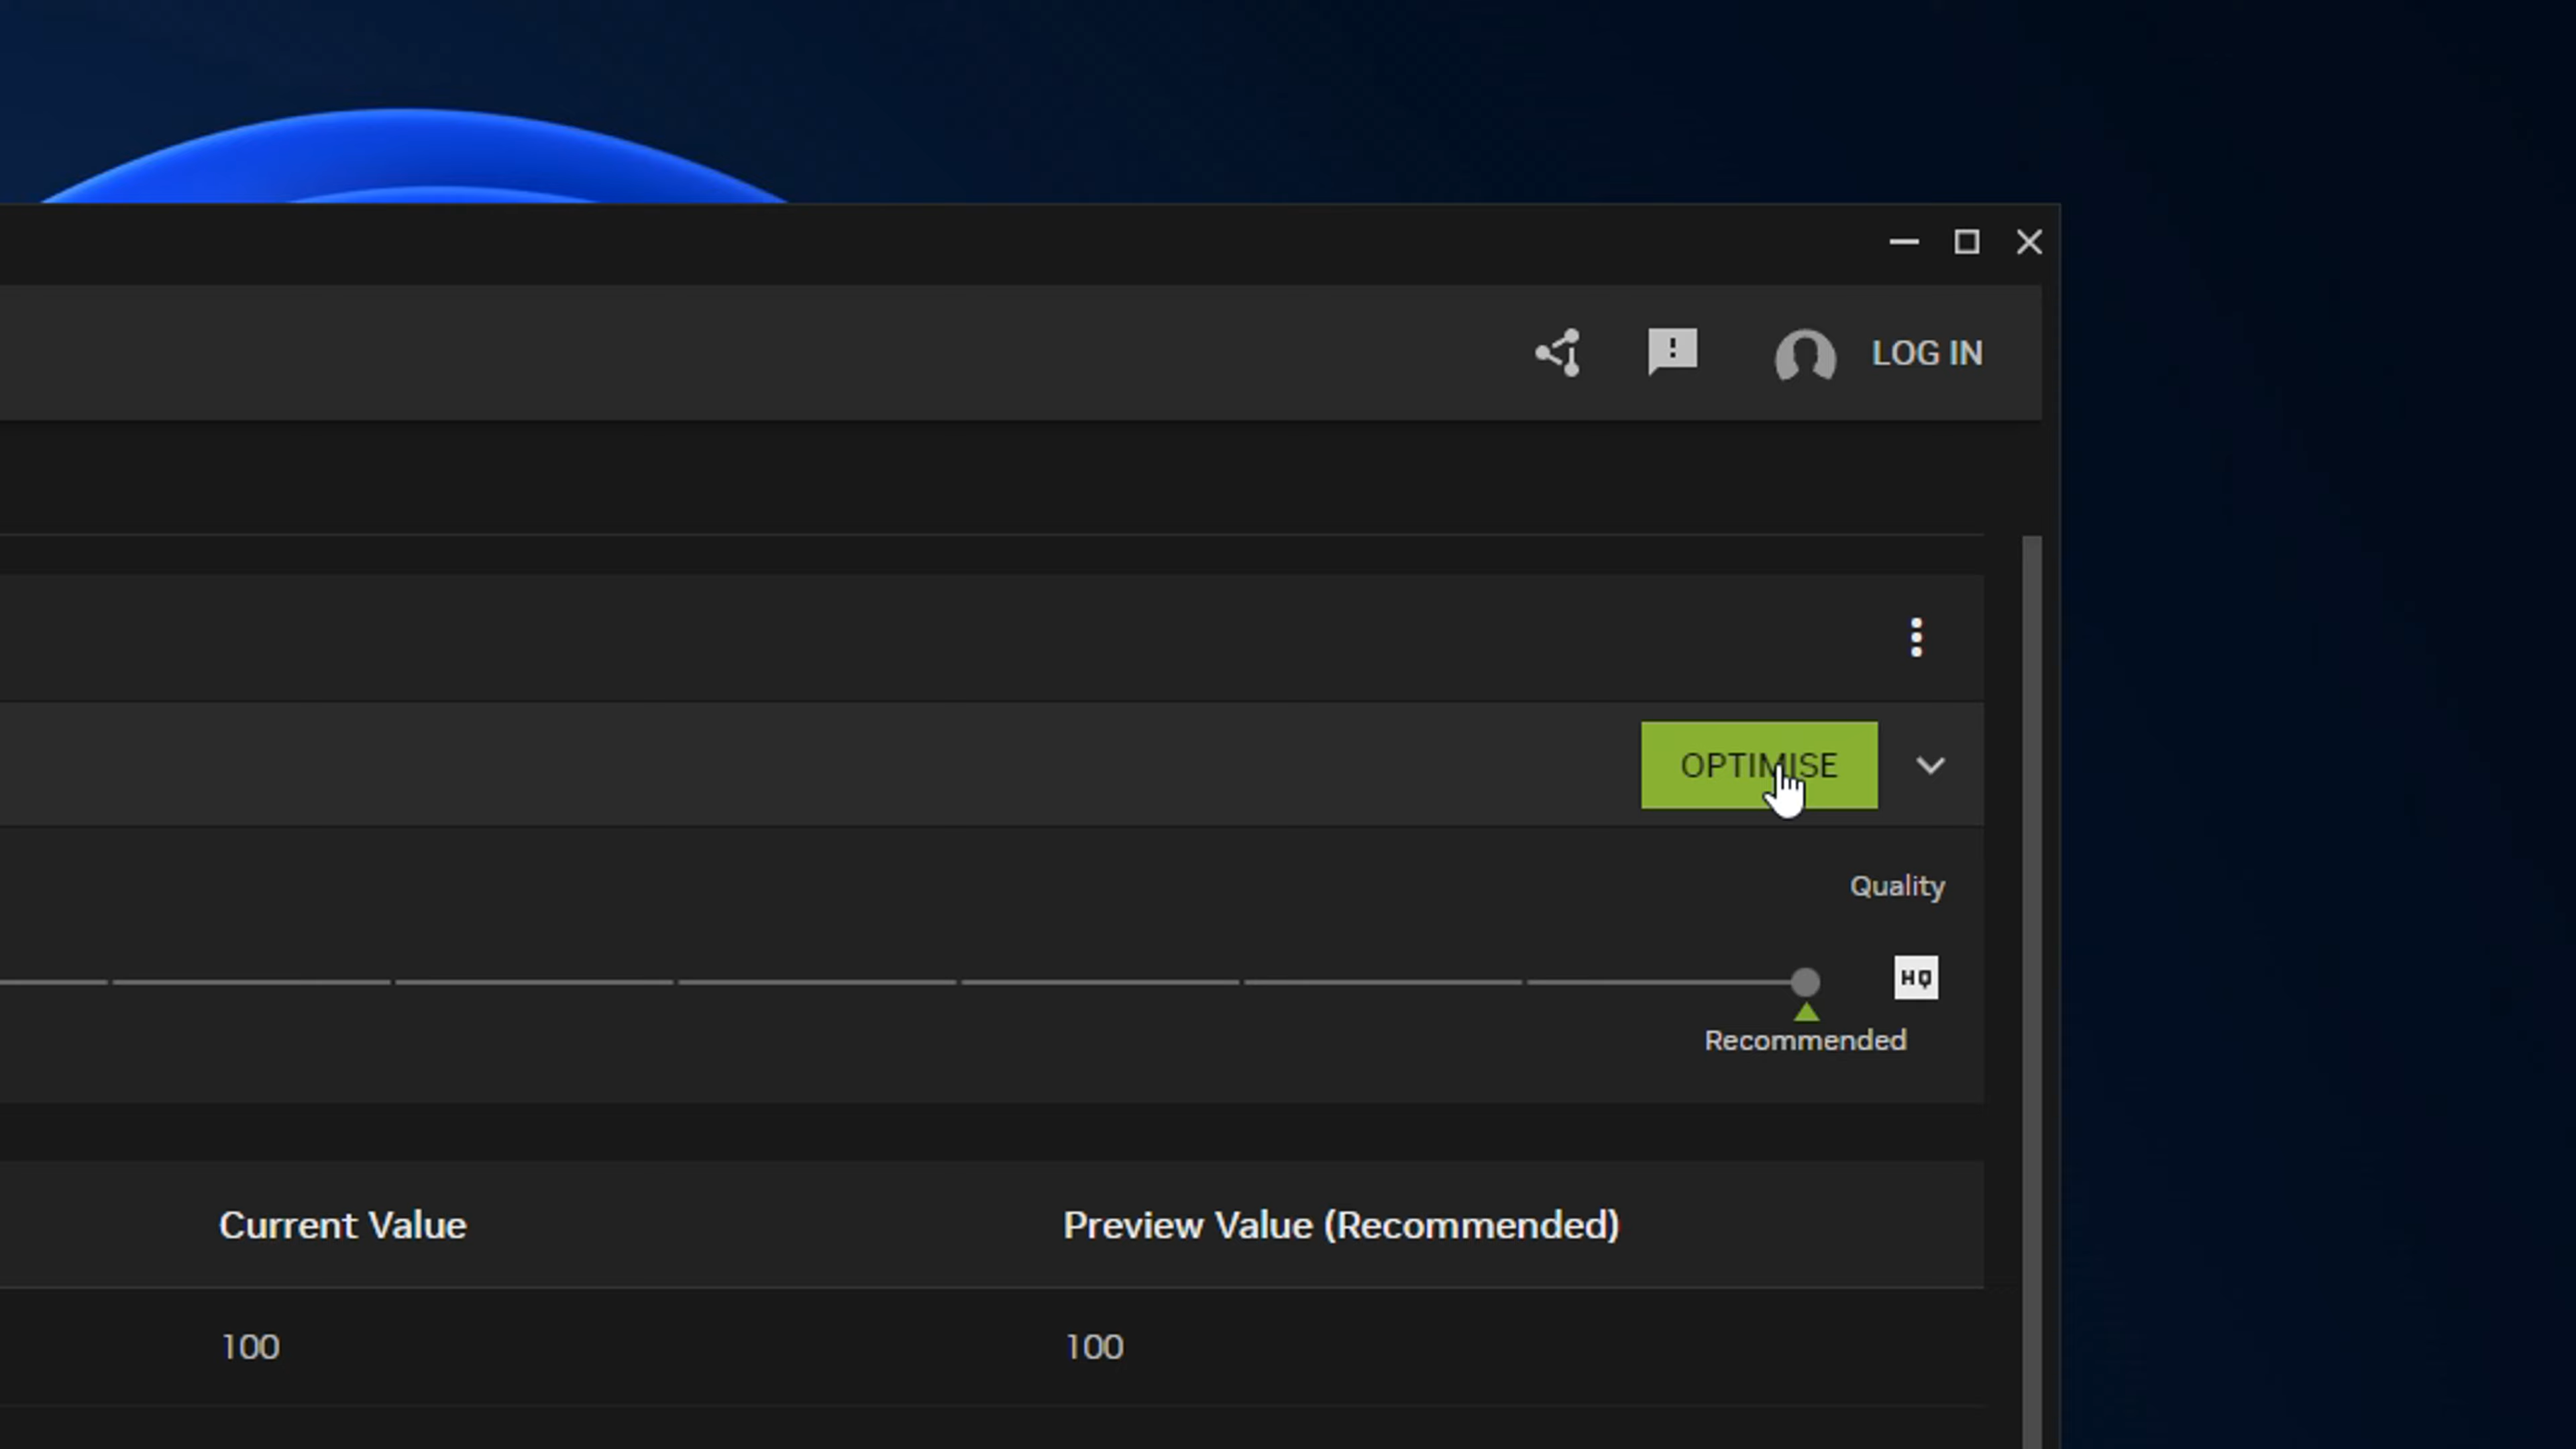 LOG IN
OPTIMISE
Quality
HQ
Recommended
Current Value
Preview Value (Recommended)
100
100